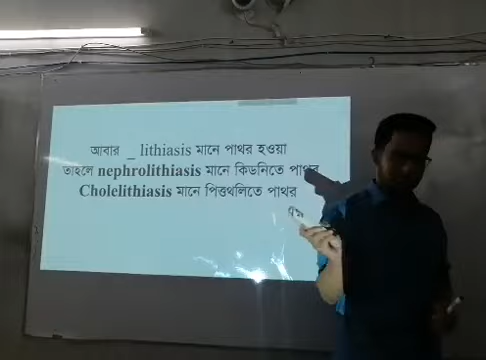 আবার _ lithiasis মানে পাথর হওয়া
তাহলে nephrolithiasis মানে কিডনিতে পাথর
Cholelithiasis মানে পিত্তথলিতে পাথর